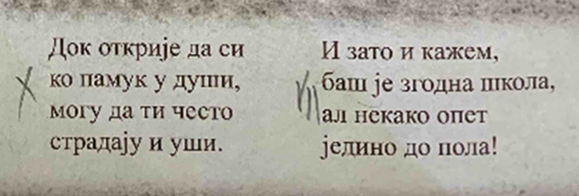 Док открије да си
ко памук у души,
могу да ти често
страдају и уши.
И зато и кажем,
баш је згодна школа,
ал некако опет
једино до пола!